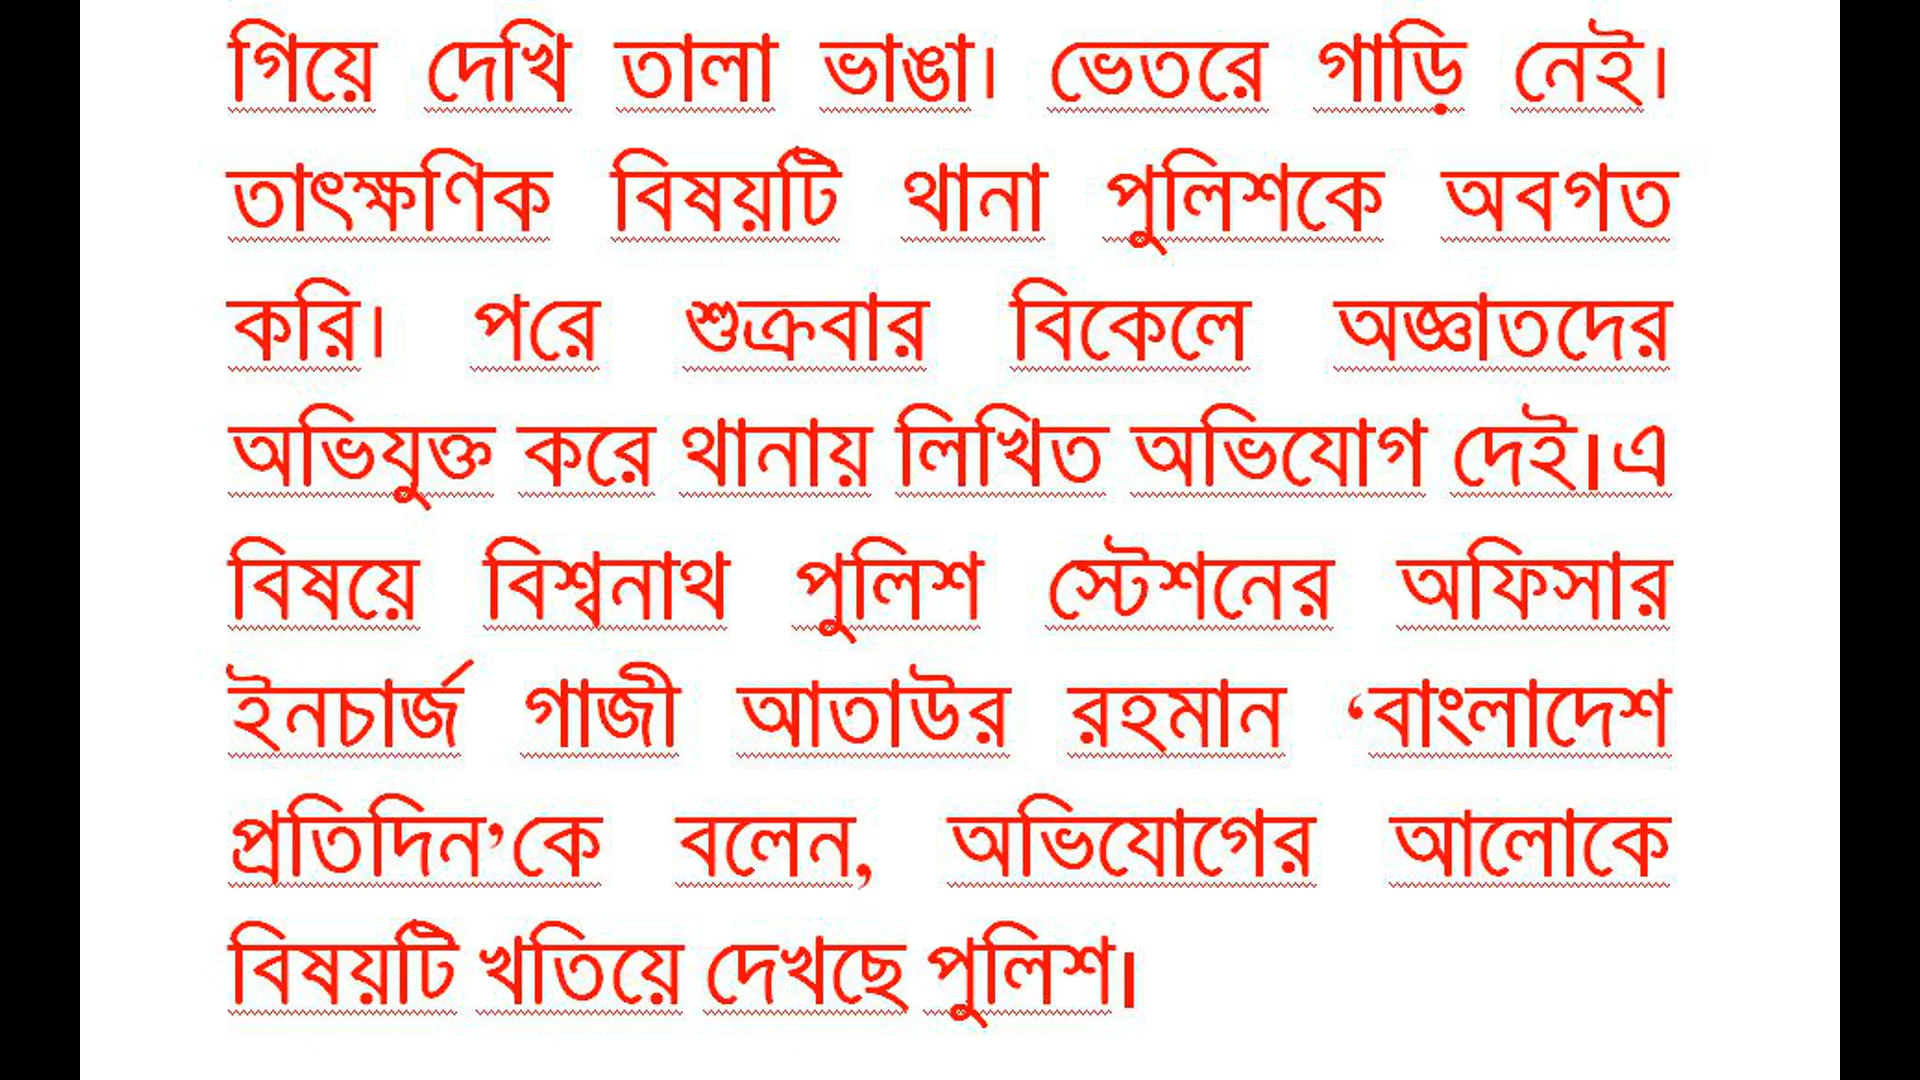 গিয়ে দেখি তালা ভাঙা। ভেতরে গাড়ি নেই।
তাৎক্ষণিক বিষয়টি থানা পুলিশকে অবগত
করি। পরে শুক্রবার বিকেলে অজ্ঞাতদের
অভিযুক্ত করে থানায় লিখিত অভিযোগ দেই।এ
বিষয়ে বিশ্বনাথ পুলিশ স্টেশনের অফিসার
ইনচার্জ গাজী আতাউর রহমান ‘বাংলাদেশ
প্রতিদিন’কে বলেন, অভিযোগের আলোকে
বিষয়টি খতিয়ে দেখছে পুলিশ।